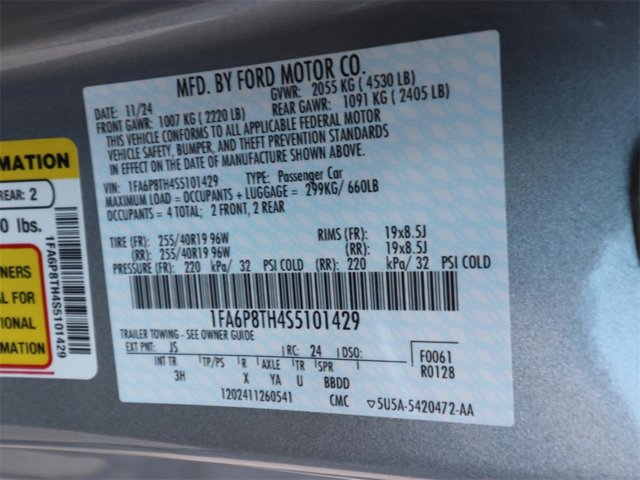 MFD. BY FORD MOTOR CO.
DATE: 11/24 GVWR: 2055 KG ( 4530 LB)
FRONT GAWR: 1007 KG ( 2220 LB) REAR GAWR: 1091 KG ( 2405 LB)
THIS VEHICLE CONFORMS TO ALL APPLICABLE FEDERAL MOTOR
VEHICLE SAFETY, BUMPER, AND THEFT PREVENTION STANDARDS
IN EFFECT ON THE DATE OF MANUFACTURE SHOWN ABOVE.
VIN: 1FA6P8TH4S5101429 TYPE: Passenger Car
MAXIMUM LOAD = OCCUPANTS + LUGGAGE = 299KG/ 660LB
OCCUPANTS = 4 TOTAL; 2 FRONT, 2 REAR
TIRE (FR): 255/40R19 96W RIMS (FR): 19x8.5J
(RR): 255/40R19 96W (RR): 19x8.5J
PRESSURE (FR): 220 kPa/ 32 PSI COLD (RR): 220 kPa/ 32 PSI COLD
1FA6P8TH4S5101429
TRAILER TOWING - SEE OWNER GUIDE
EXT PNT: JS RC: 24 DSO: F0061
INT TR TP/PS R AXLE TR SPR R0128
3H X YA U BBDD
1202411260541 CMC ▽5U5A-5420472-AA
RMATION
REAR: 2
0 lbs.
NERS
AL FOR
TIONAL
RMATION
1FA6P8TH4S5101429